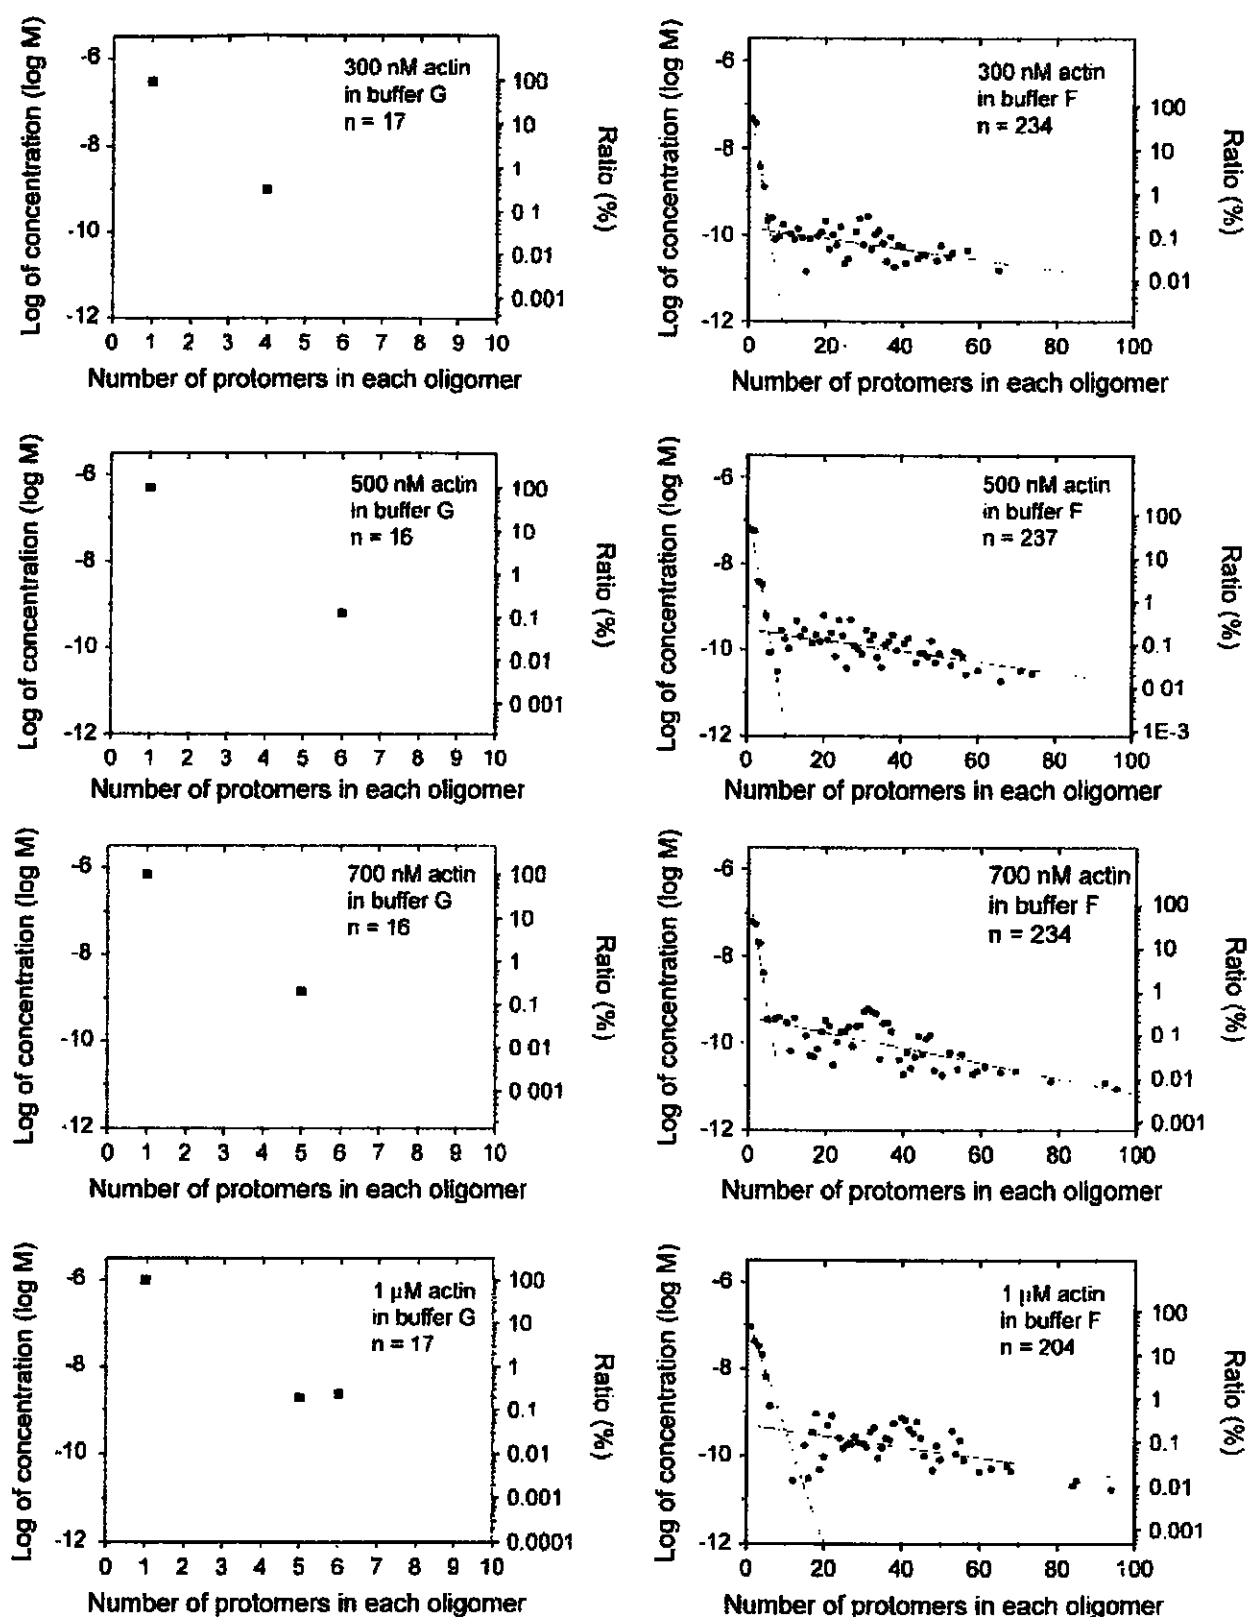 Log of concentration (log M)
-6
-8
-10
-12
300 nM actin
in buffer G
n = 17
100
10
1
0.1
0.01
0.001
Ratio (%)
0 1 2 3 4 5 6 7 8 9 10
Number of protomers in each oligomer
Log of concentration (log M)
-6
-8
-10
-12
300 nM actin
in buffer F
n = 234
100
10
1
0.1
0.01
Ratio (%)
0 20 40 60 80 100
Number of protomers in each oligomer
Log of concentration (log M)
-6
-8
-10
-12
500 nM actin
in buffer G
n = 16
100
10
1
0.1
0.01
0.001
Ratio (%)
0 1 2 3 4 5 6 7 8 9 10
Number of protomers in each oligomer
Log of concentration (log M)
-6
-8
-10
-12
500 nM actin
in buffer F
n = 237
100
10
1
0.1
0.01
1E-3
Ratio (%)
0 20 40 60 80 100
Number of protomers in each oligomer
Log of concentration (log M)
-6
-8
-10
-12
700 nM actin
in buffer G
n = 16
100
10
1
0.1
0.01
0.001
Ratio (%)
0 1 2 3 4 5 6 7 8 9 10
Number of protomers in each oligomer
Log of concentration (log M)
-6
-8
-10
-12
700 nM actin
in buffer F
n = 234
100
10
1
0.1
0.01
0.001
Ratio (%)
0 20 40 60 80 100
Number of protomers in each oligomer
Log of concentration (log M)
-6
-8
-10
-12
1 µM actin
in buffer G
n = 17
100
10
1
0.1
0.01
0.001
0.0001
Ratio (%)
0 1 2 3 4 5 6 7 8 9 10
Number of protomers in each oligomer
Log of concentration (log M)
-6
-8
-10
-12
1 µM actin
in buffer F
n = 204
100
10
1
0.1
0.01
0.001
Ratio (%)
0 20 40 60 80 100
Number of protomers in each oligomer